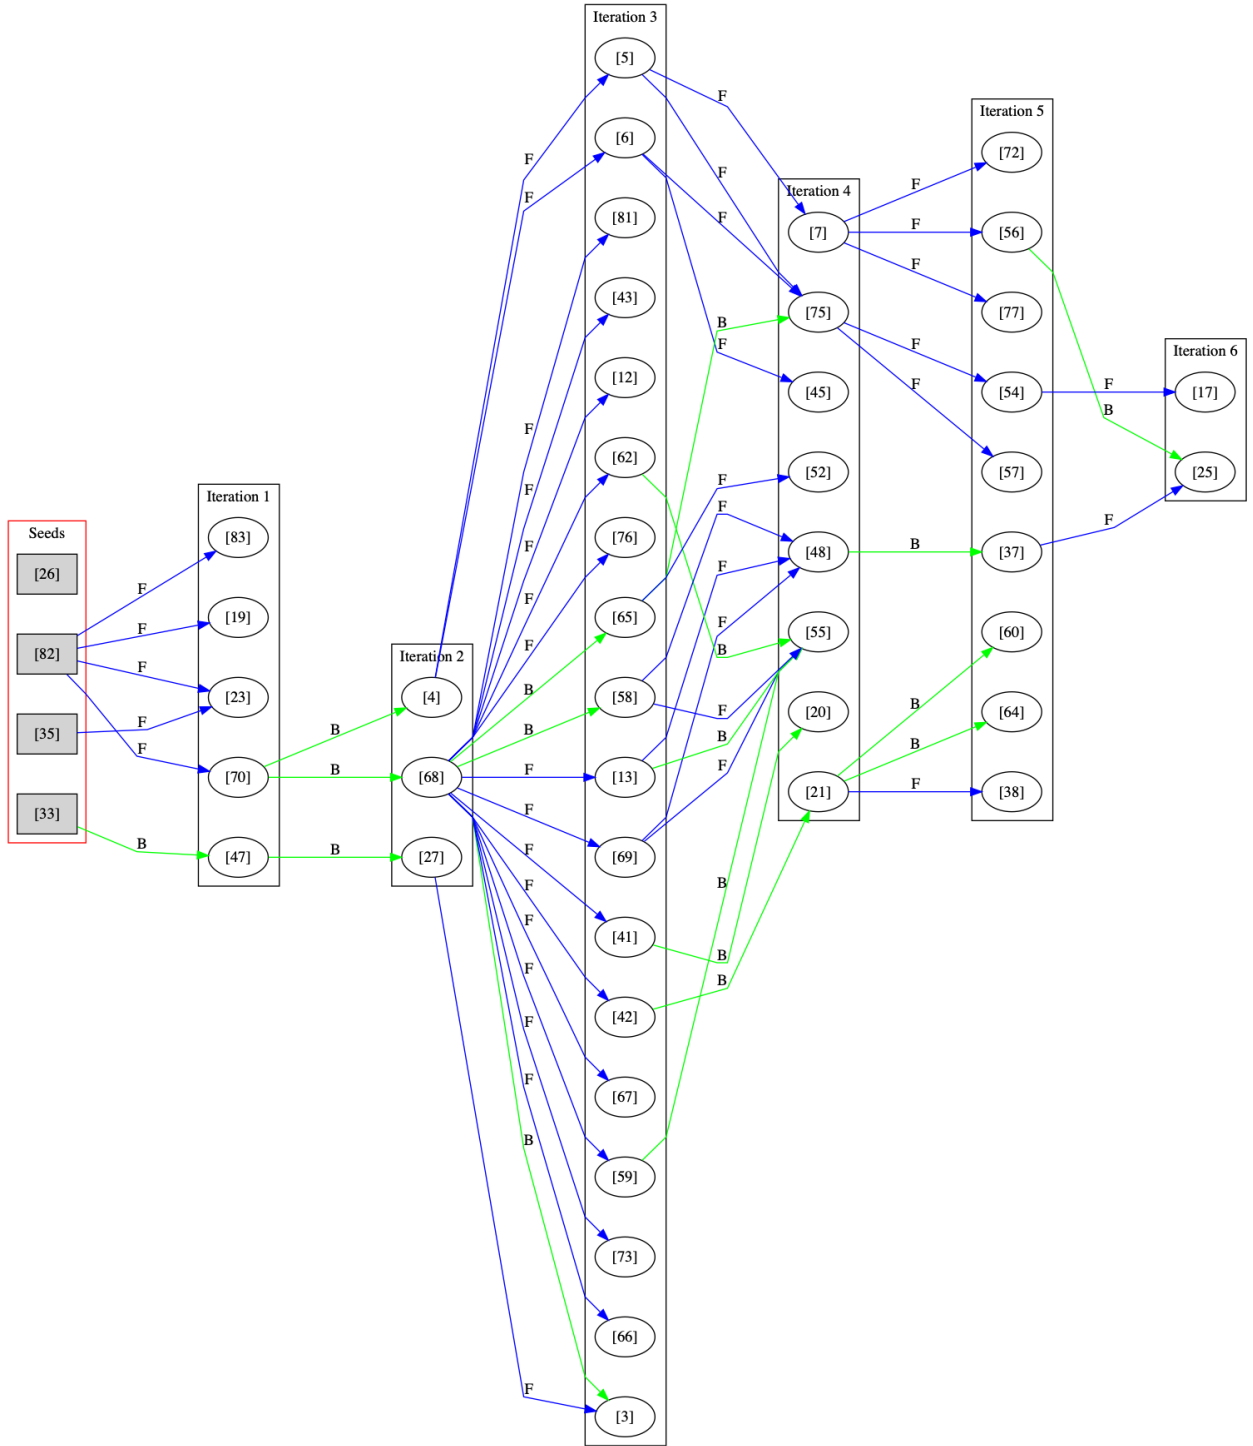 Seeds
[26]
[82]
[35]
[33]
F
F
F
F
F
B
Iteration 1
[83]
[19]
[23]
[70]
[47]
B
B
B
Iteration 2
[4]
[68]
[27]
F
F
F
F
F
F
F
B
B
F
F
F
F
F
F
F
F
B
F
Iteration 3
[5]
[6]
[81]
[43]
[12]
[62]
[76]
[65]
[58]
[13]
[69]
[41]
[42]
[67]
[59]
[73]
[66]
[3]
F
F
F
B
F
F
F
F
F
B
F
B
F
B
B
B
Iteration 4
[7]
[75]
[45]
[52]
[48]
[55]
[20]
[21]
F
F
F
F
F
B
B
B
F
Iteration 5
[72]
[56]
[77]
[54]
[57]
[37]
[60]
[64]
[38]
F
B
F
Iteration 6
[17]
[25]